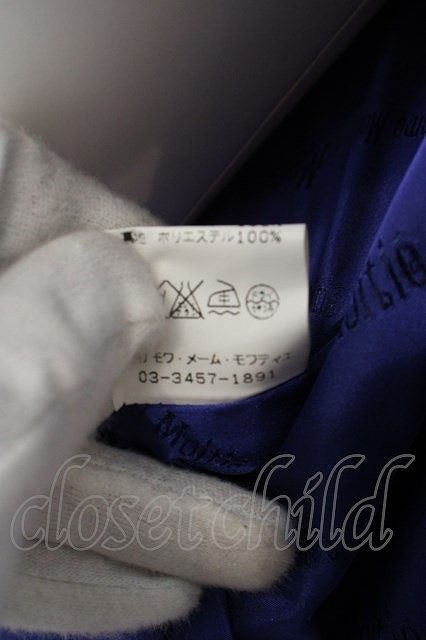 地 ポリエステル100%
モワ・メーム・モワティエ
03-3457-1891
closetchild